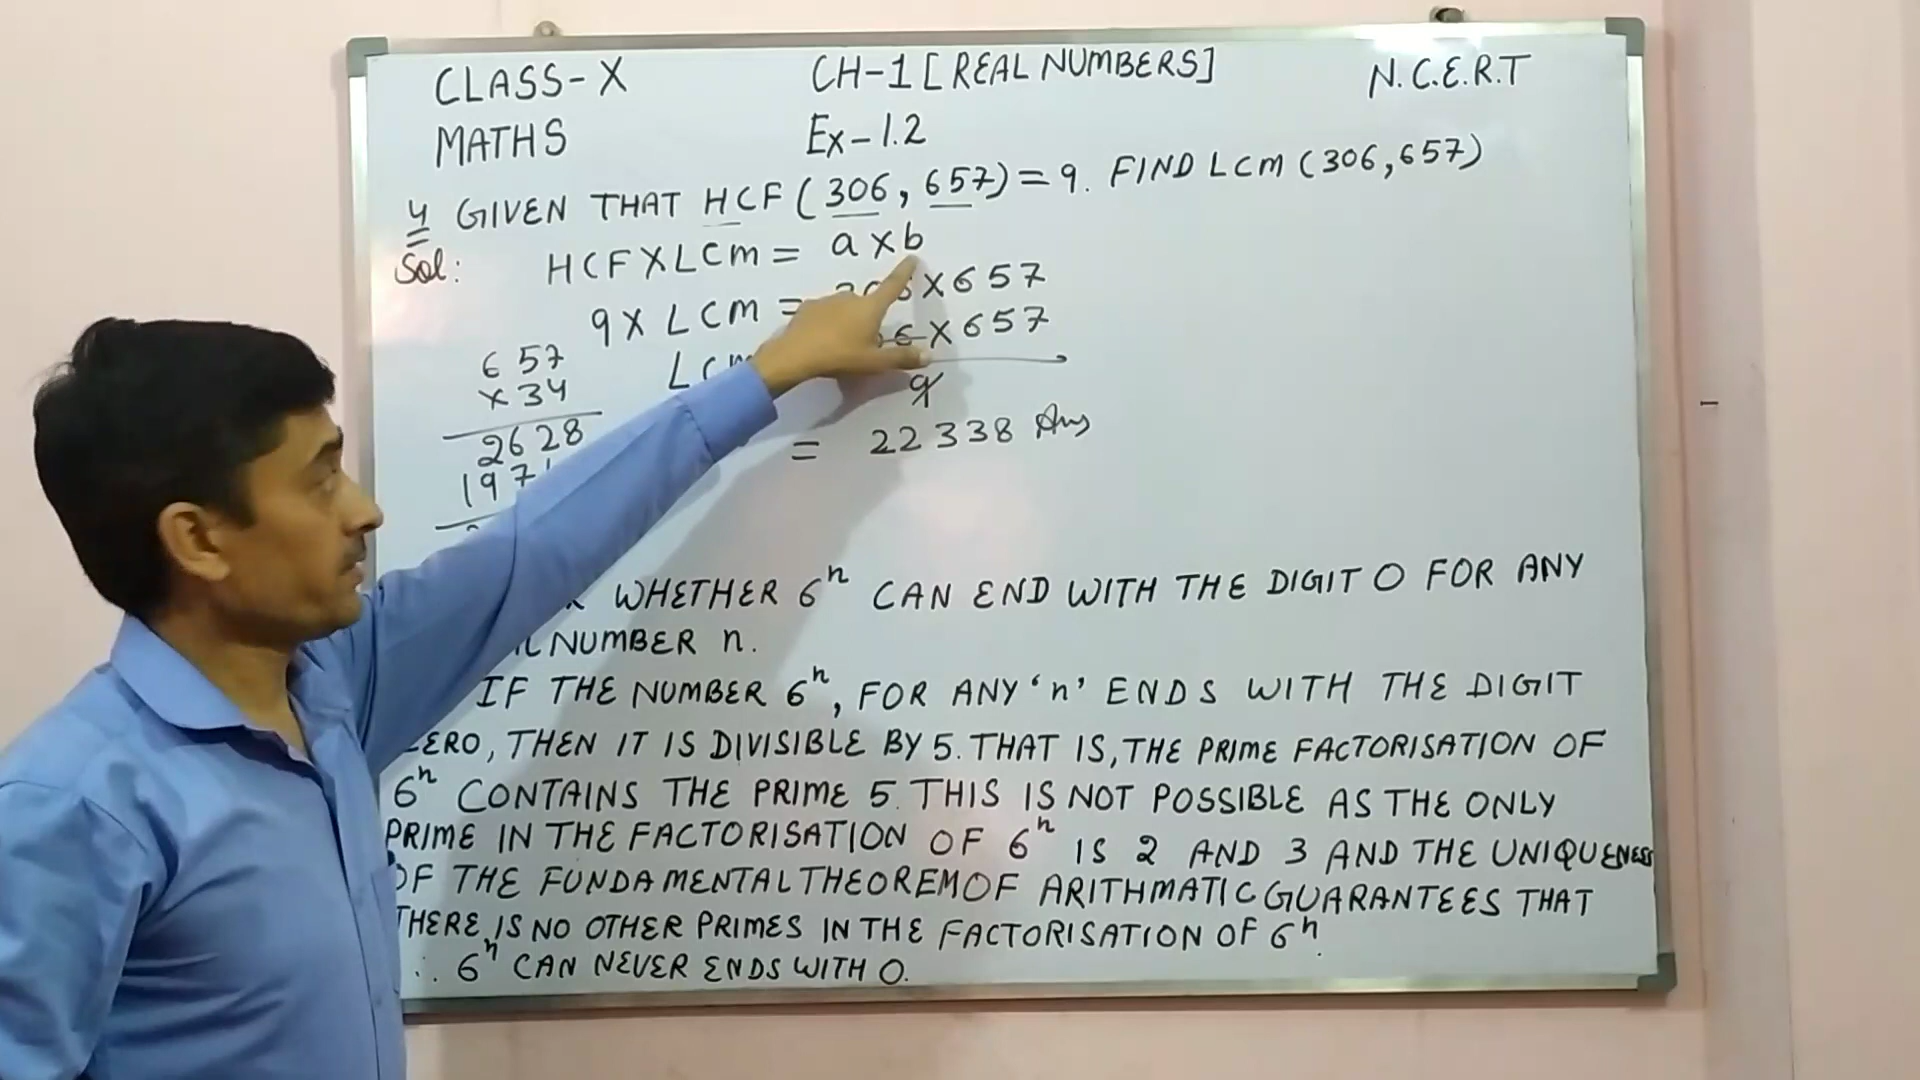 CLASS-X CH-1 [REAL NUMBERS] N.C.E.R.T
MATHS Ex-1.2
4 GIVEN THAT HCF (306, 657) = 9. FIND LCM (306, 657)
Sol: HCF X LCM = a x b
9 X LCM = X 657
X 657
9
= 22338 Ans
657
x 34
2628
197
WHETHER 6ⁿ CAN END WITH THE DIGIT 0 FOR ANY
NUMBER n.
IF THE NUMBER 6ⁿ, FOR ANY 'n' ENDS WITH THE DIGIT
ZERO, THEN IT IS DIVISIBLE BY 5. THAT IS, THE PRIME FACTORISATION OF
6ⁿ CONTAINS THE PRIME 5. THIS IS NOT POSSIBLE AS THE ONLY
PRIME IN THE FACTORISATION OF 6ⁿ IS 2 AND 3 AND THE UNIQUENESS
OF THE FUNDAMENTAL THEOREM OF ARITHMATIC GUARANTEES THAT
THERE IS NO OTHER PRIMES IN THE FACTORISATION OF 6ⁿ.
∴ 6ⁿ CAN NEVER ENDS WITH 0.